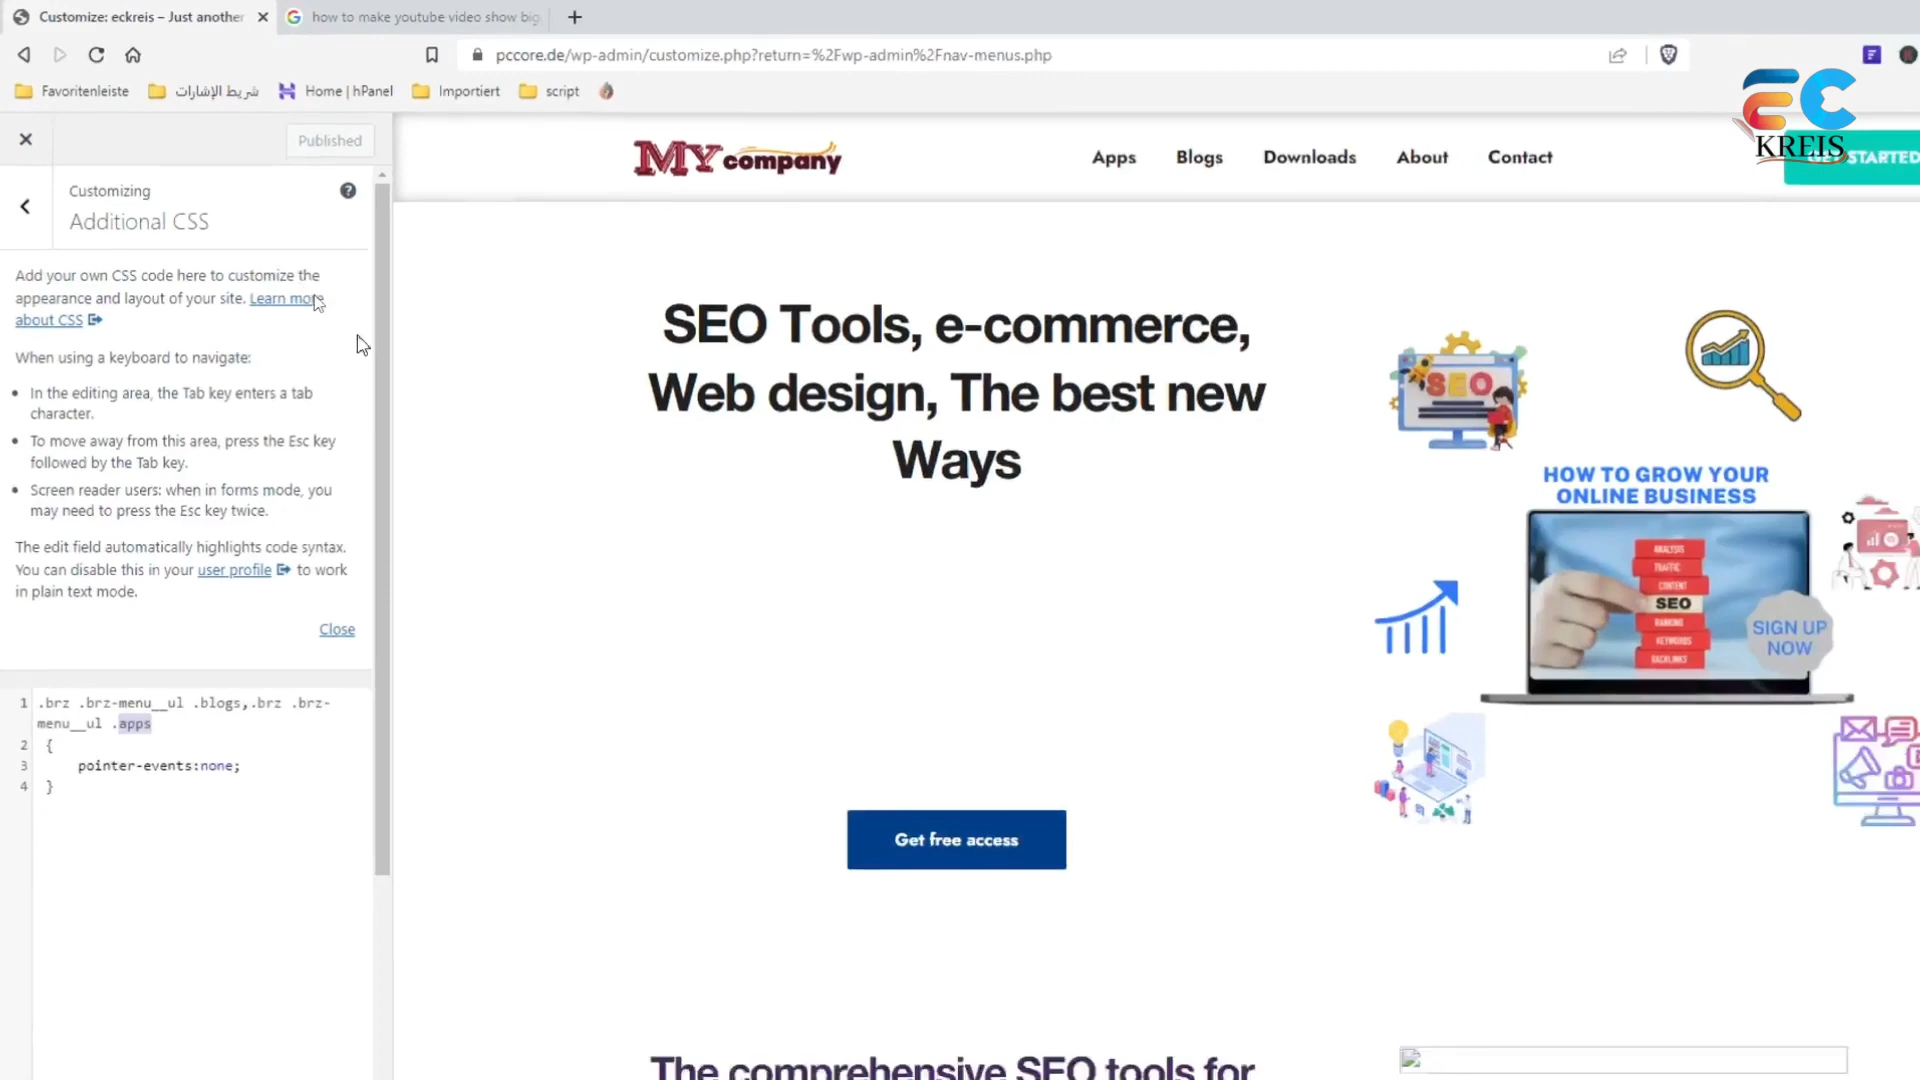 Customize: eckreis – Just another
how to make youtube video show big
pccore.de/wp-admin/customize.php?return=%2Fwp-admin%2Fnav-menus.php
Favoritenleiste
شريط الإشارات
Home | hPanel
Importiert
script
EC
KREIS
Published
Customizing
Additional CSS
Add your own CSS code here to customize the
appearance and layout of your site. Learn more
about CSS
When using a keyboard to navigate:
In the editing area, the Tab key enters a tab
character.
To move away from this area, press the Esc key
followed by the Tab key.
Screen reader users: when in forms mode, you
may need to press the Esc key twice.
The edit field automatically highlights code syntax.
You can disable this in your user profile to work
in plain text mode.
Close
1 .brz .brz-menu__ul .blogs,.brz .brz-
menu__ul .apps
2 {
3 pointer-events:none;
4 }
MY company
Apps
Blogs
Downloads
About
Contact
GET STARTED
SEO Tools, e-commerce,
Web design, The best new
Ways
SEO
HOW TO GROW YOUR
ONLINE BUSINESS
ANALYSIS
TRAFFIC
CONTENT
SEO
RANKING
KEYWORDS
BACKLINKS
SIGN UP
NOW
Get free access
The comprehensive SEO tools for